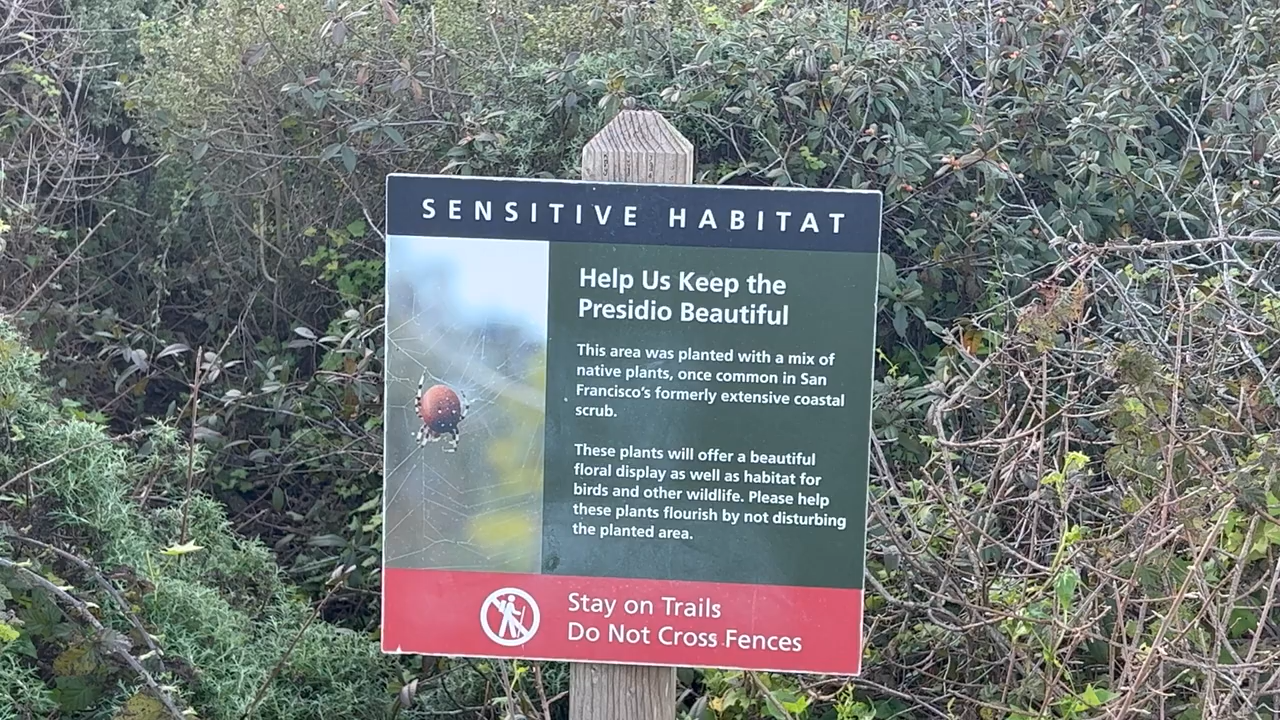 SENSITIVE HABITAT
Help Us Keep the
Presidio Beautiful
This area was planted with a mix of
native plants, once common in San
Francisco's formerly extensive coastal
scrub.
These plants will offer a beautiful
floral display as well as habitat for
birds and other wildlife. Please help
these plants flourish by not disturbing
the planted area.
Stay on Trails
Do Not Cross Fences